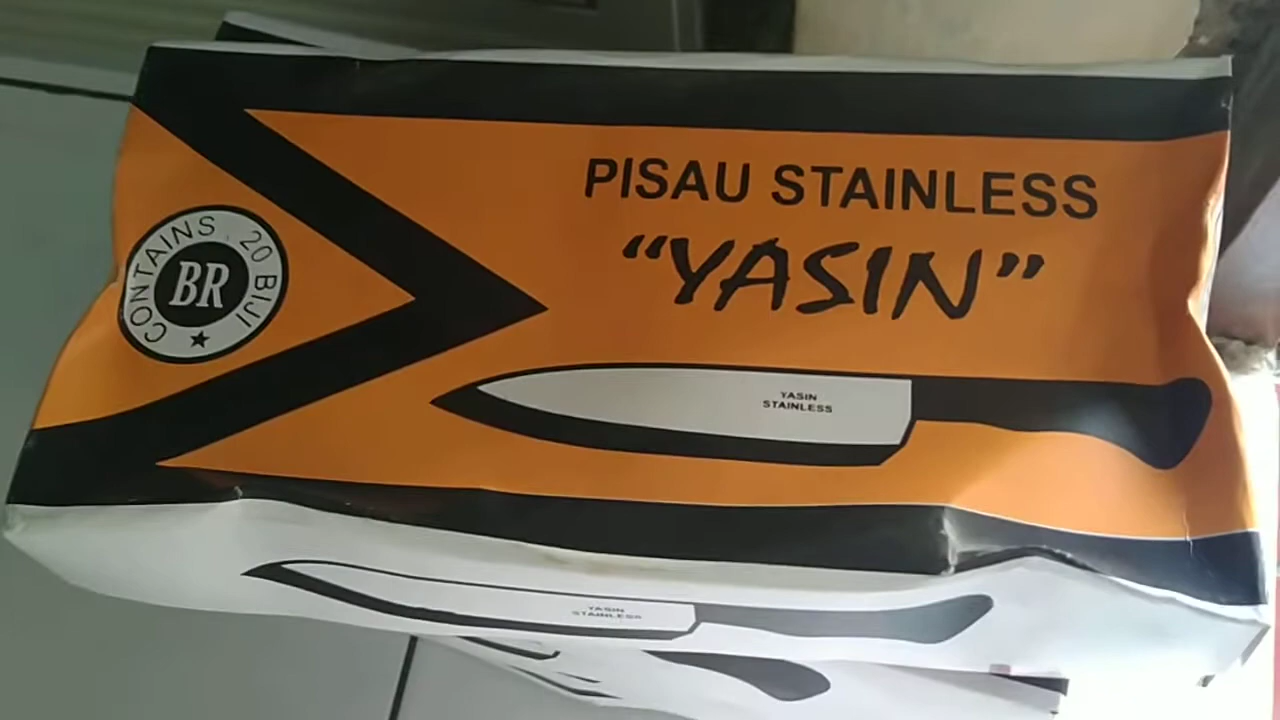 PISAU STAINLESS
"YASIN"
CONTAINS. 20 BIJI
BR
YASIN
STAINLESS
YASIN
STAINLESS